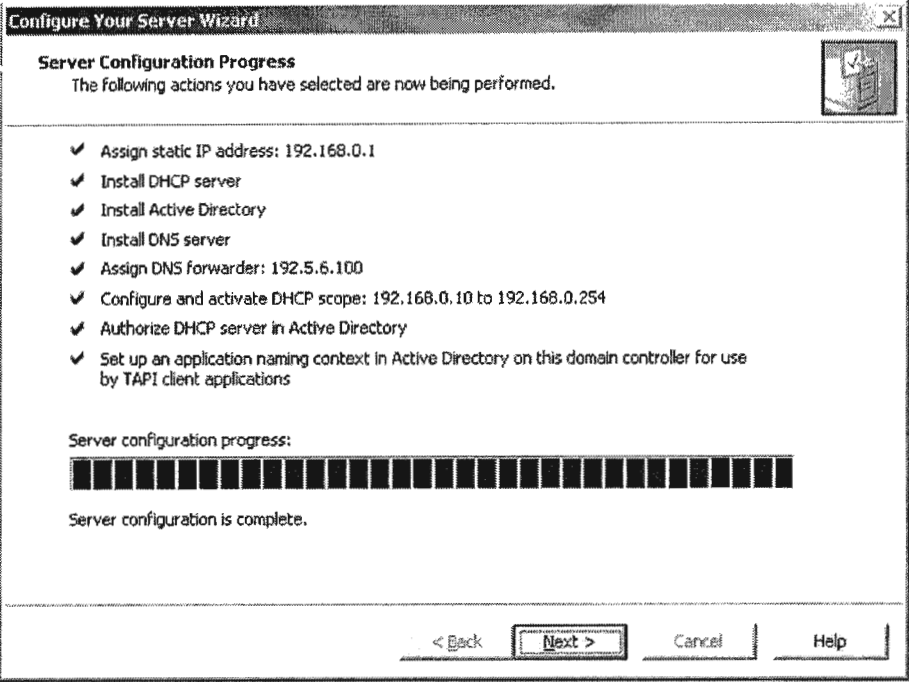 Configure Your Server Wizard
Server Configuration Progress
The following actions you have selected are now being performed.
Assign static IP address: 192.168.0.1
Install DHCP server
Install Active Directory
Install DNS server
Assign DNS forwarder: 192.5.6.100
Configure and activate DHCP scope: 192.168.0.10 to 192.168.0.254
Authorize DHCP server in Active Directory
Set up an application naming context in Active Directory on this domain controller for use
by TAPI client applications
Server configuration progress:
Server configuration is complete.
< Back Next > Cancel Help